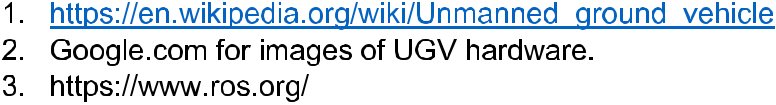 1. https://en.wikipedia.org/wiki/Unmanned_ground_vehicle
2. Google.com for images of UGV hardware.
3. https://www.ros.org/